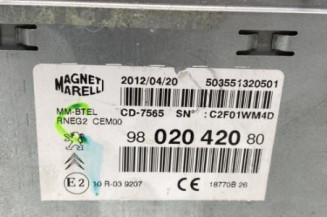 MAGNETI
MARELLI
2012/04/20 503551320501
MM-BTEL CD-7565 SN° : C2F01WM4D
RNEG2 CEM00
98 020 420 80
E2 10 R-03 9207 CE 18770B 26